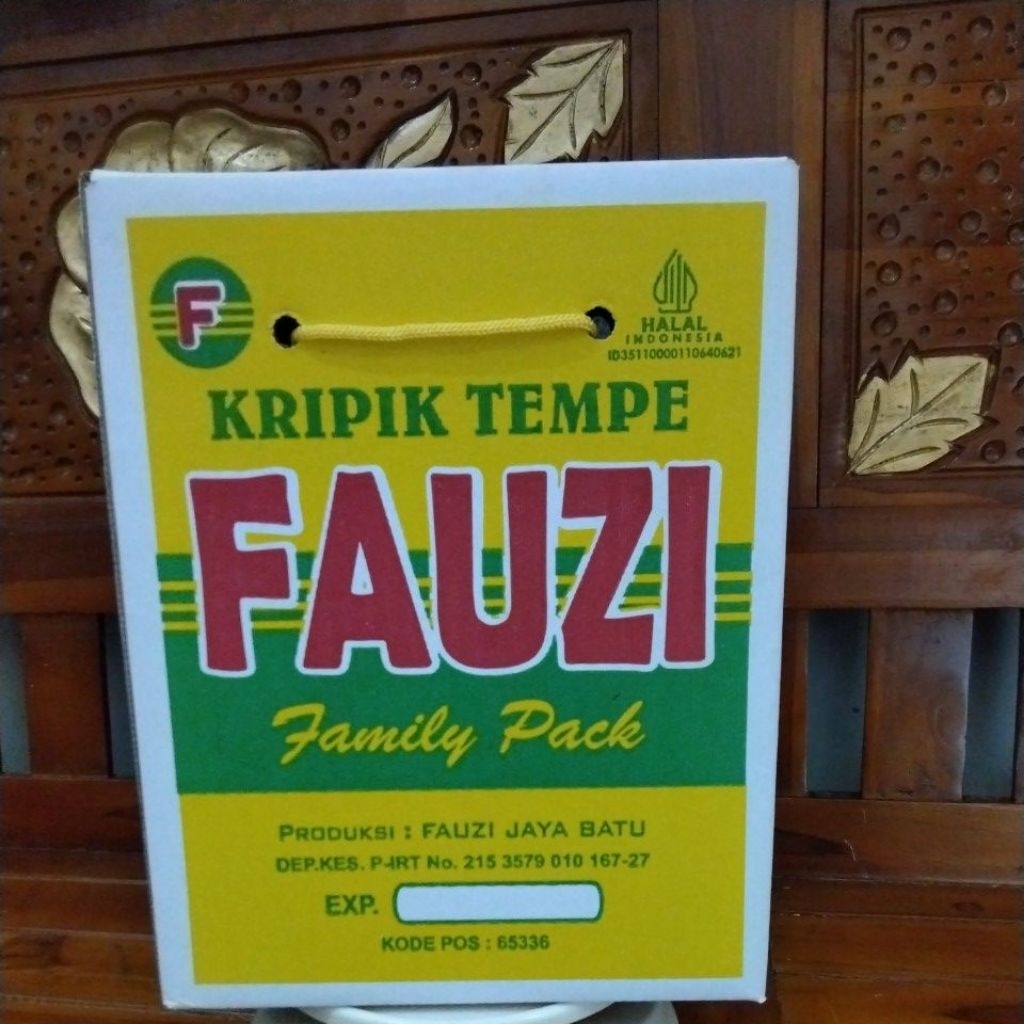 F
HALAL
INDONESIA
ID35110000110640621
KRIPIK TEMPE
FAUZI
Family Pack
PRODUKSI : FAUZI JAYA BATU
DEP.KES. P-IRT No. 215 3579 010 167-27
EXP.
KODE POS : 65336